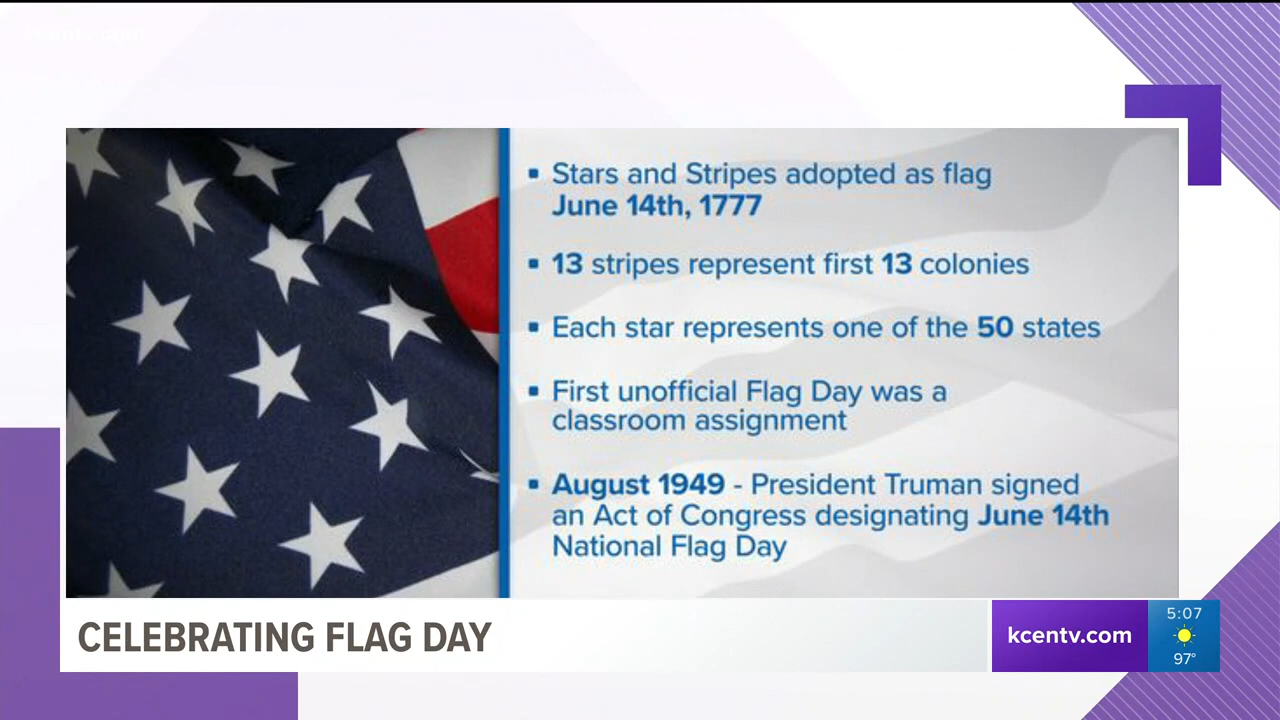 kcentv.com
▪ Stars and Stripes adopted as flag
June 14th, 1777
▪ 13 stripes represent first 13 colonies
▪ Each star represents one of the 50 states
▪ First unofficial Flag Day was a
classroom assignment
▪ August 1949 - President Truman signed
an Act of Congress designating June 14th
National Flag Day
CELEBRATING FLAG DAY
kcentv.com
5:07
97°